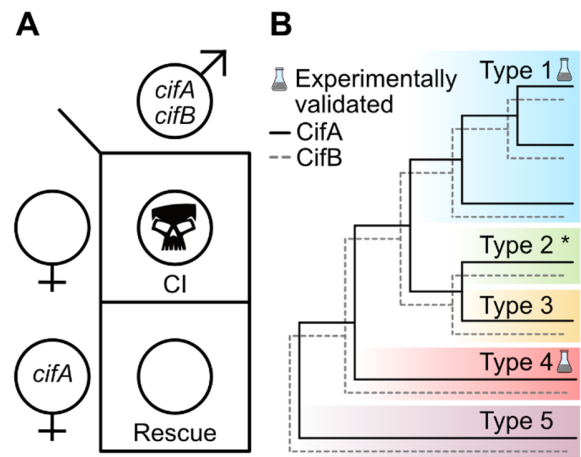 A
cifA
cifB
CI
cifA
Rescue
B
Experimentally
validated
CifA
CifB
Type 1
Type 2 *
Type 3
Type 4
Type 5